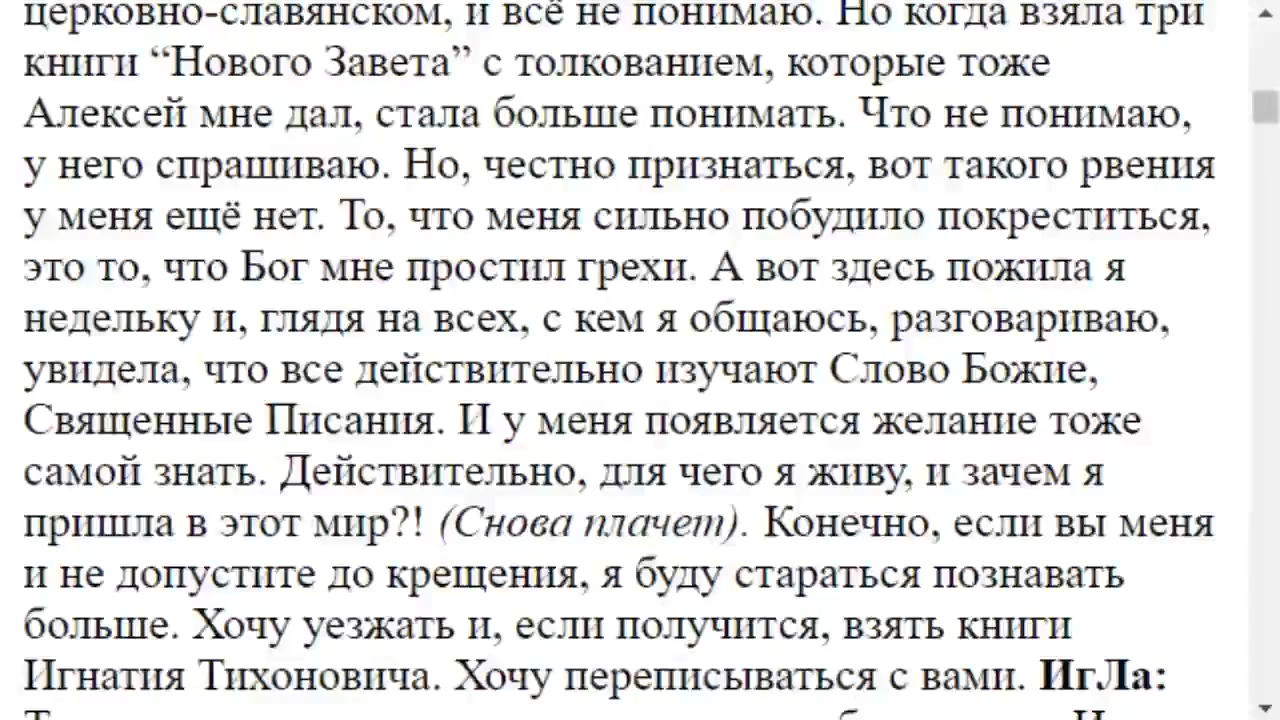 церковно-славянском, и всё не понимаю. Но когда взяла три
книги “Нового Завета” с толкованием, которые тоже
Алексей мне дал, стала больше понимать. Что не понимаю,
у него спрашиваю. Но, честно признаться, вот такого рвения
у меня ещё нет. То, что меня сильно побудило покреститься,
это то, что Бог мне простил грехи. А вот здесь пожила я
недельку и, глядя на всех, с кем я общаюсь, разговариваю,
увидела, что все действительно изучают Слово Божие,
Священные Писания. И у меня появляется желание тоже
самой знать. Действительно, для чего я живу, и зачем я
пришла в этот мир?! (Снова плачет). Конечно, если вы меня
и не допустите до крещения, я буду стараться познавать
больше. Хочу уезжать и, если получится, взять книги
Игнатия Тихоновича. Хочу переписываться с вами. ИгЛа: